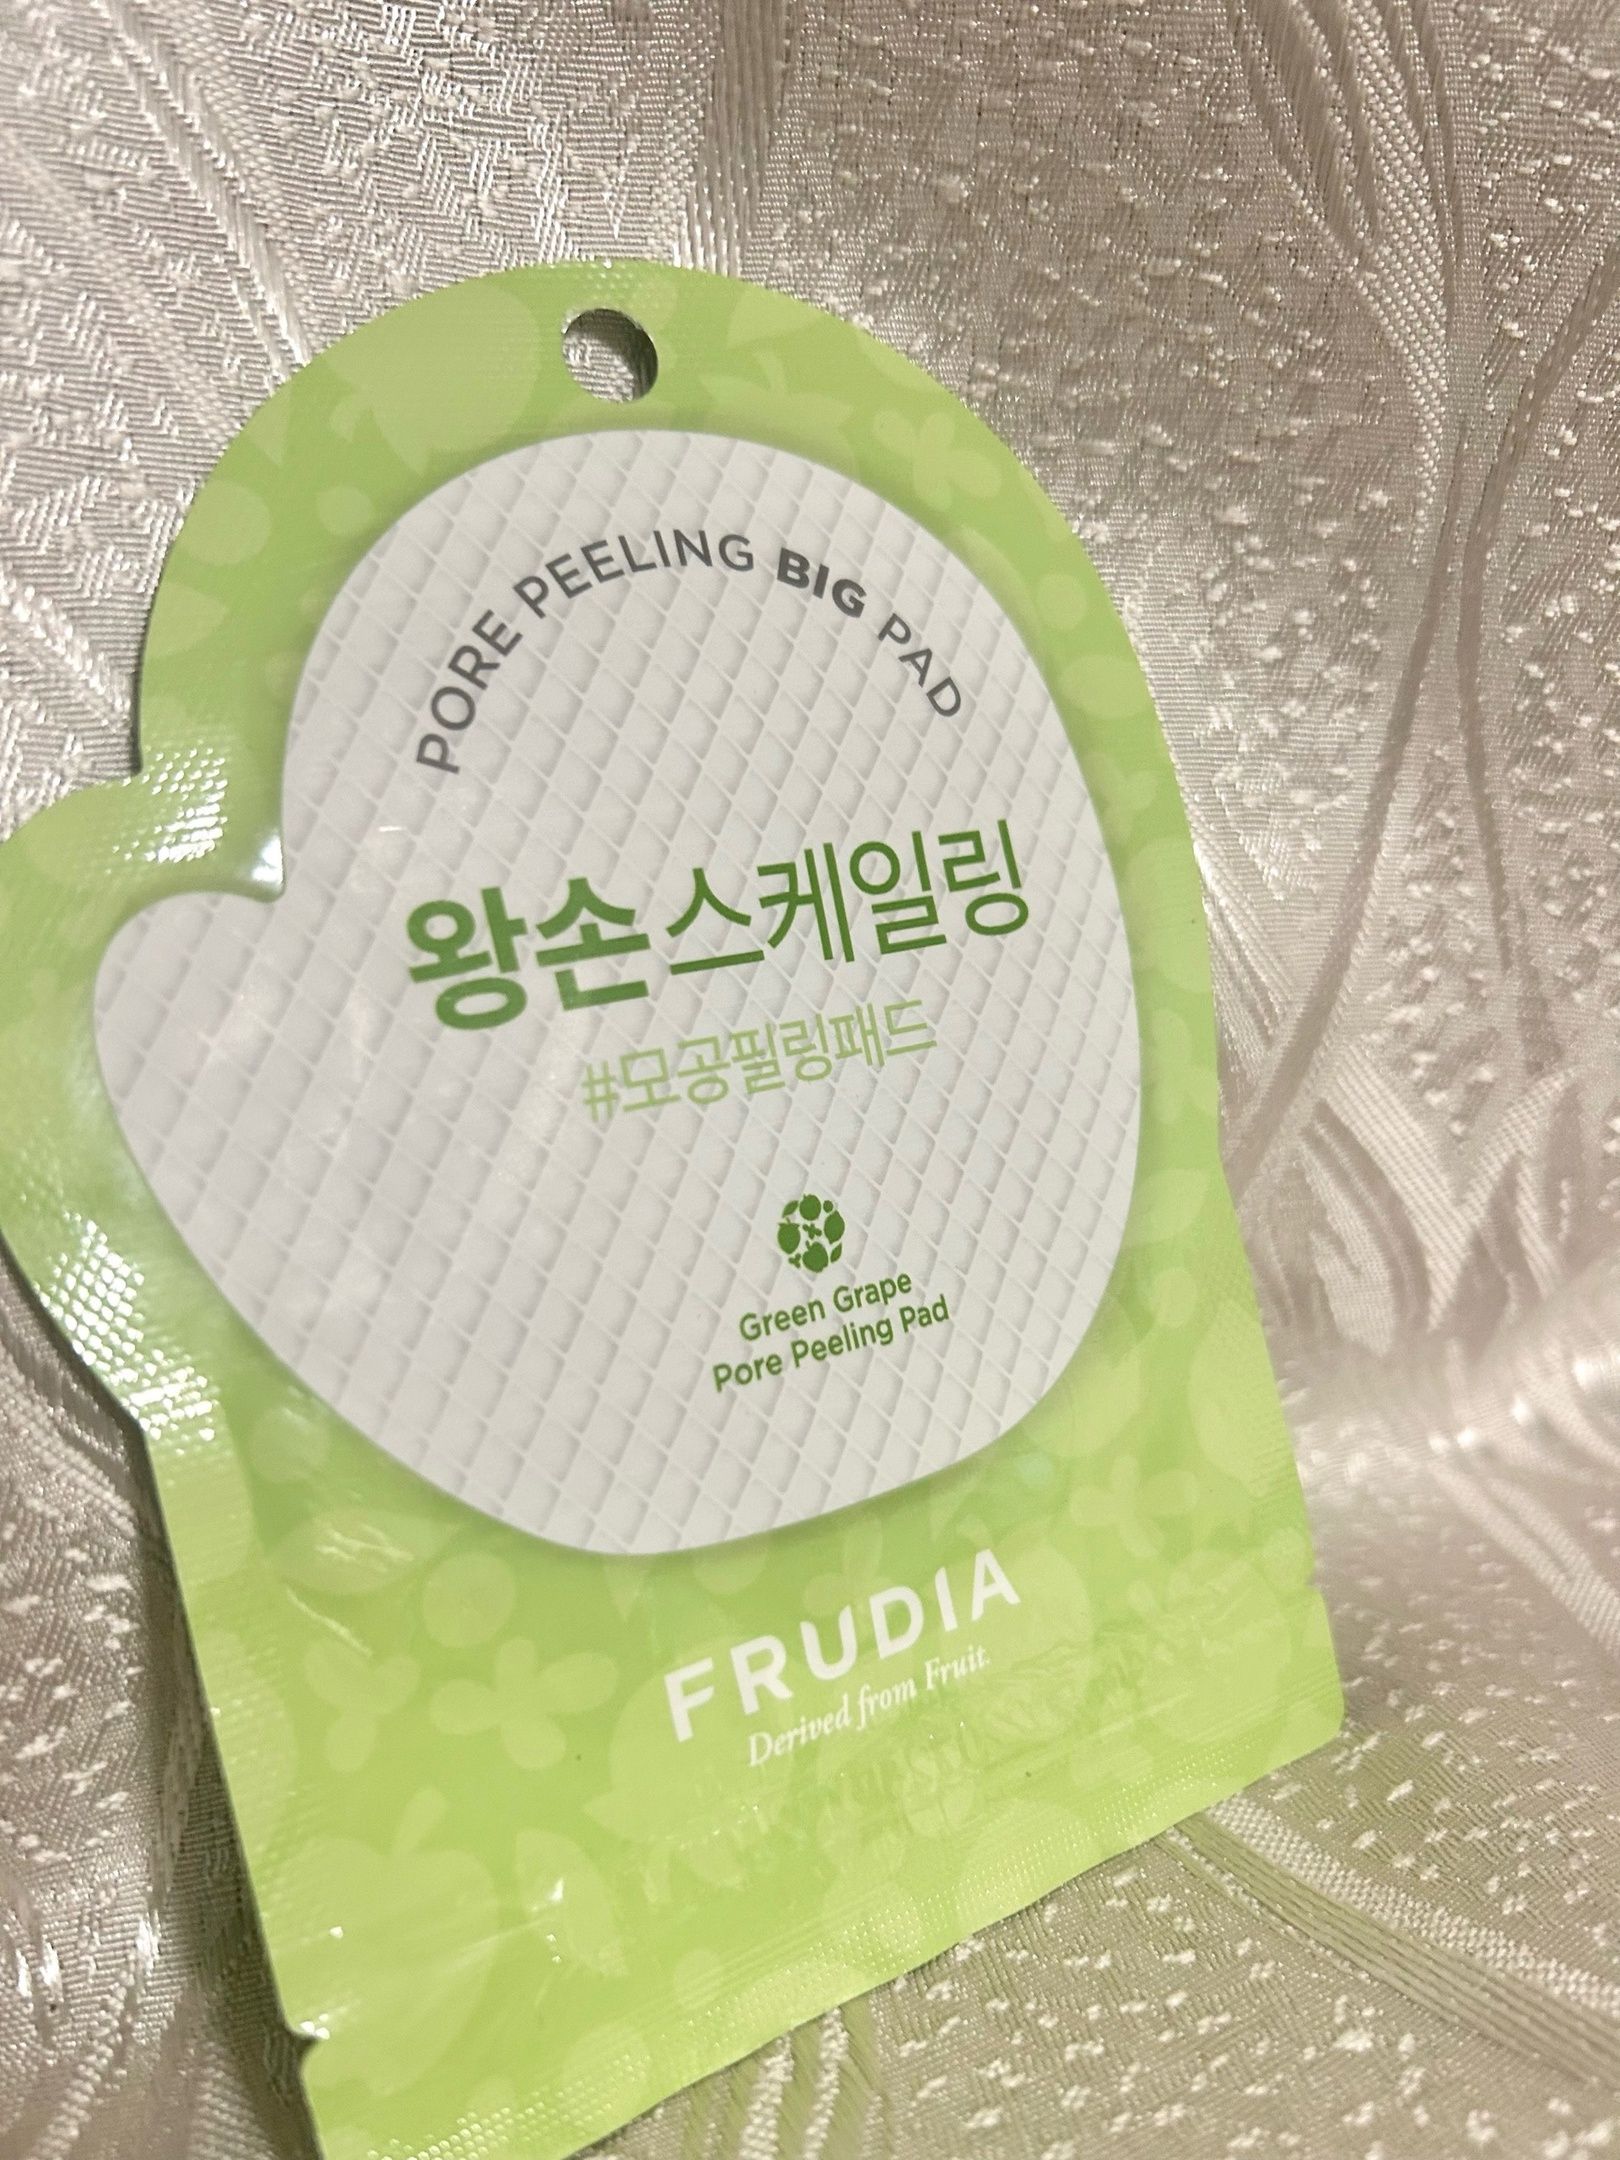 PORE PEELING BIG PAD
왕손스케일링
#모공필링패드
Green Grape
Pore Peeling Pad
FRUDIA
Derived from Fruit.